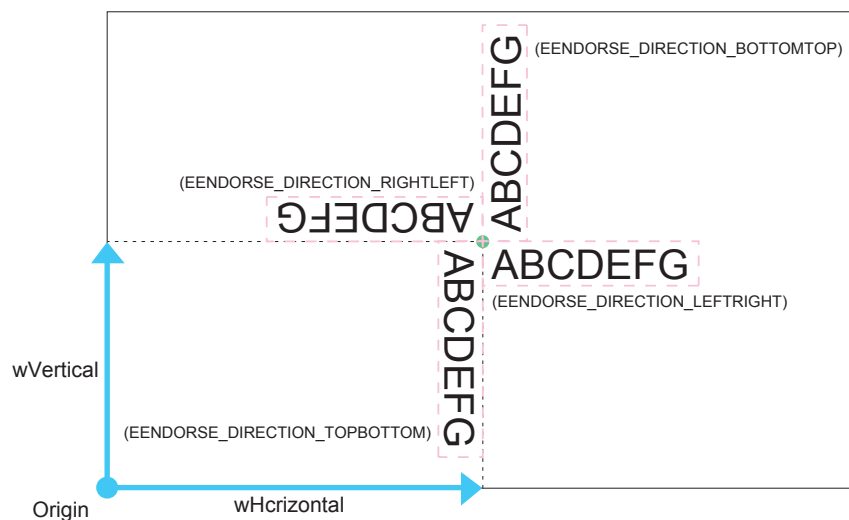 ABCDEFG
(EENDORSE_DIRECTION_BOTTOMTOP)
(EENDORSE_DIRECTION_RIGHTLEFT)
ABCDEFG
ABCDEFG
(EENDORSE_DIRECTION_LEFTRIGHT)
ABCDEFG
wVertical
(EENDORSE_DIRECTION_TOPBOTTOM)
Origin
wHcrizontal